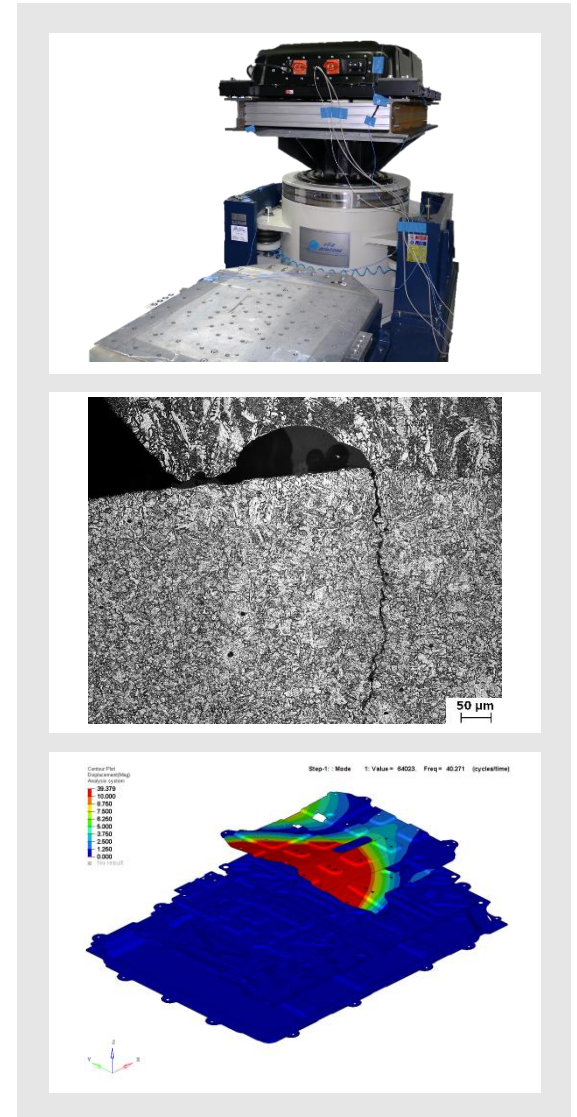 50 µm
Contour Plot
Displacement(Mag)
Analysis system
39.379
10.000
8.750
7.500
6.250
5.000
3.750
2.500
1.250
0.000
No result
Step-1: : Mode 1: Value = 64023. Freq = 40.271 (cycles/time)
Z
Y
X